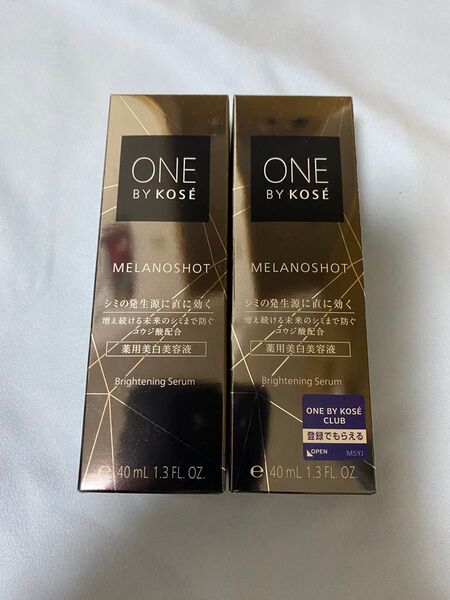 ONE
BY KOSÉ
MELANOSHOT
シミの発生源に直に効く
増え続ける未来のシミまで防ぐ
コウジ酸配合
薬用美白美容液
Brightening Serum
℮ 40 mL 1.3 FL. OZ.
ONE
BY KOSÉ
MELANOSHOT
シミの発生源に直に効く
増え続ける未来のシミまで防ぐ
コウジ酸配合
薬用美白美容液
Brightening Serum
ONE BY KOSÉ
CLUB
登録でもらえる
OPEN MSYJ
℮ 40 mL 1.3 FL. OZ.